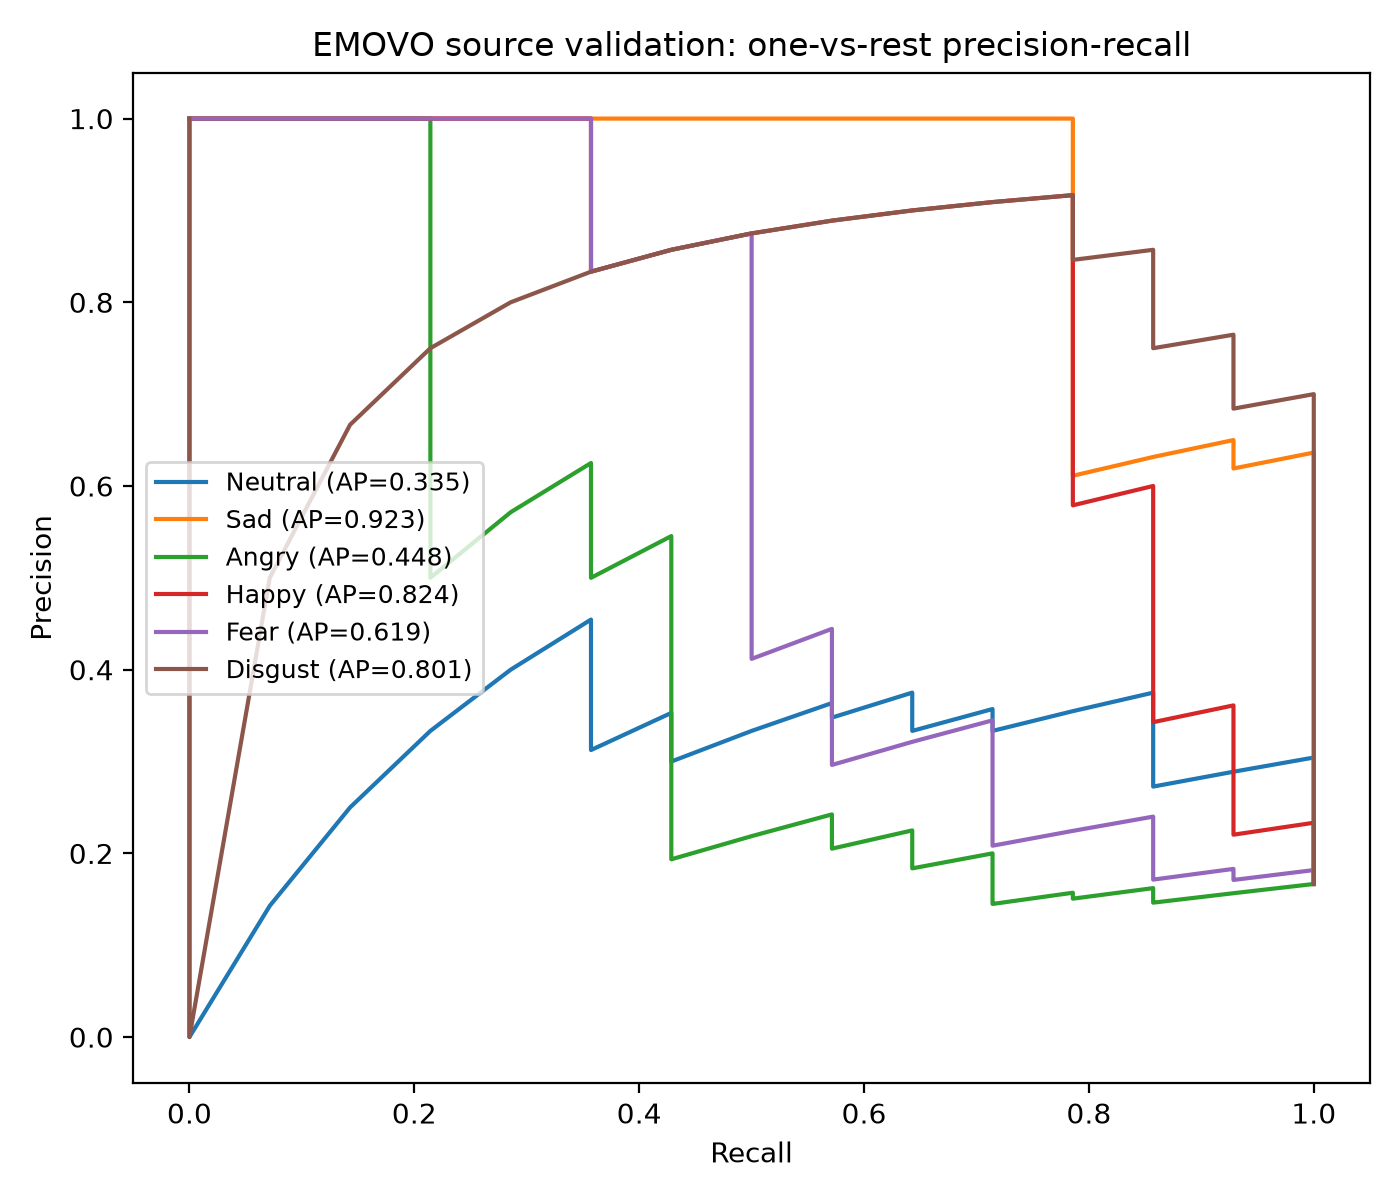 EMOVO source validation: one-vs-rest precision-recall
1.0
0.8
0.6
0.4
0.2
0.0
Precision
Neutral (AP=0.335)
Sad (AP=0.923)
Angry (AP=0.448)
Happy (AP=0.824)
Fear (AP=0.619)
Disgust (AP=0.801)
0.0 0.2 0.4 0.6 0.8 1.0
Recall